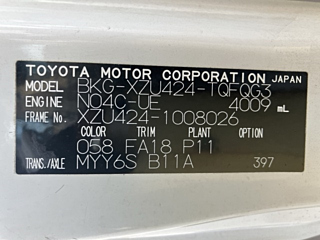 TOYOTA MOTOR CORPORATION JAPAN
MODEL BKG-XZU424-TQFQG3
ENGINE N04C-UE 4009 mL
FRAME No. XZU424-1008026
COLOR TRIM PLANT OPTION
058 FA18 P11
TRANS./AXLE MYY6S B11A 397